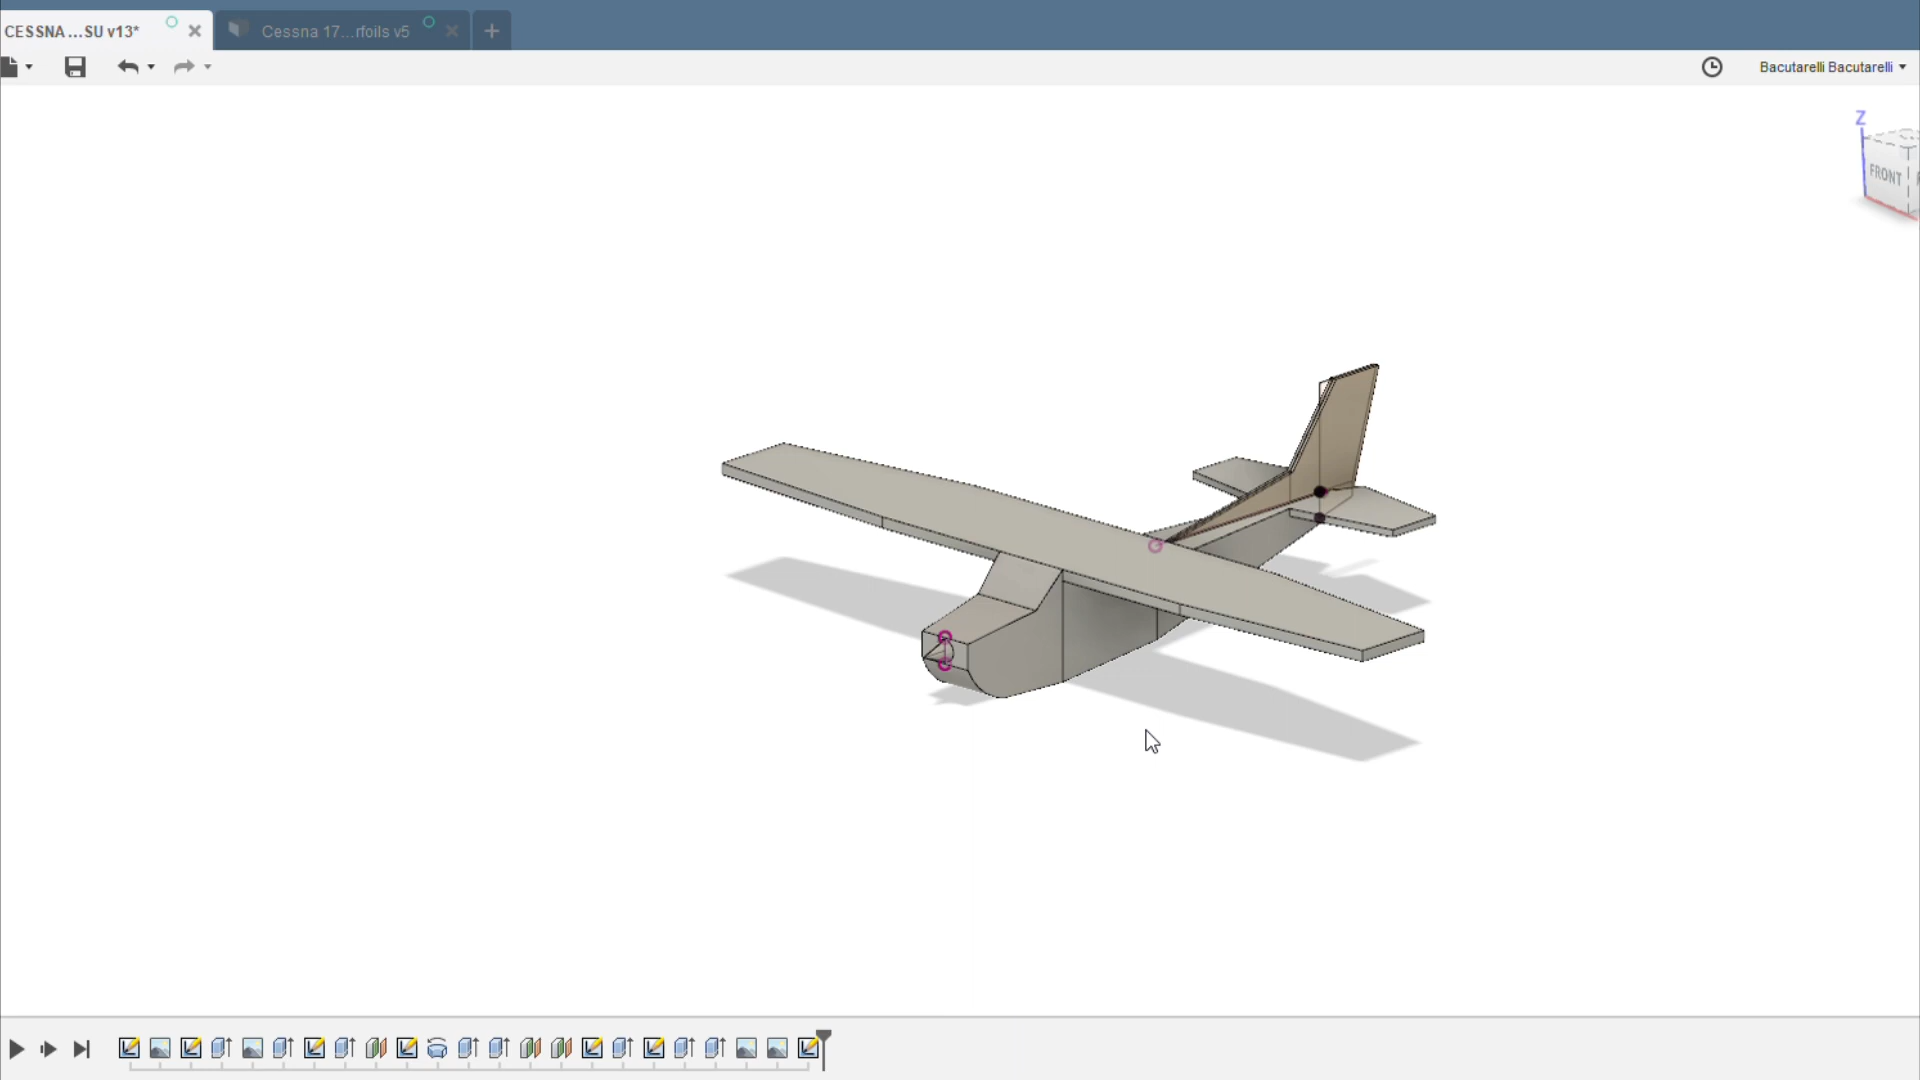 CESSNA ...SU v13*
Cessna 17...rfoils v5
Bacutarelli Bacutarelli
Z
FRONT